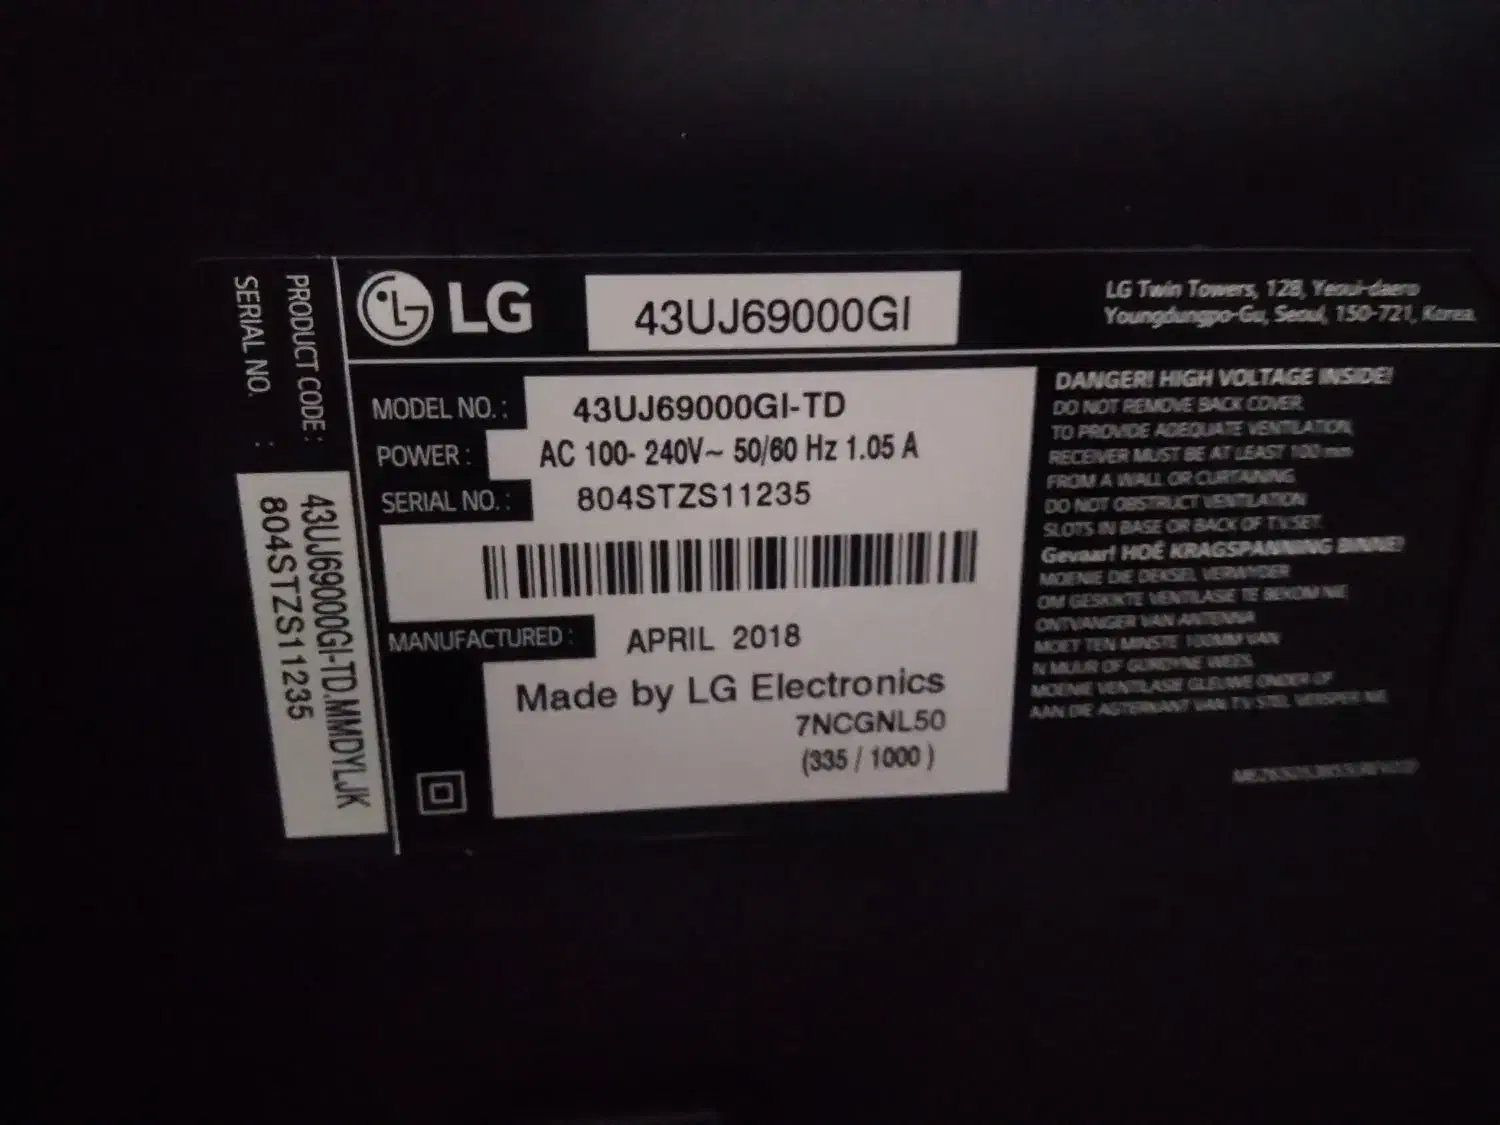 LG
43UJ69000GI
LG Twin Towers, 128, Yeoui-daero
Youngdungpo-Gu, Seoul, 150-721, Korea.
PRODUCT CODE: 43UJ69000GI-TD.MMDYLJK
SERIAL NO. : 804STZS11235
MODEL NO. : 43UJ69000GI-TD
POWER : AC 100- 240V~ 50/60 Hz 1.05 A
SERIAL NO. : 804STZS11235
MANUFACTURED : APRIL 2018
Made by LG Electronics
7NCGNL50
(335 / 1000 )
DANGER! HIGH VOLTAGE INSIDE!
DO NOT REMOVE BACK COVER.
TO PROVIDE ADEQUATE VENTILATION,
RECEIVER MUST BE AT LEAST 100 mm
FROM A WALL OR CURTAINING.
DO NOT OBSTRUCT VENTILATION
SLOTS IN BASE OR BACK OF TV.SET.
Gevaar! HOË KRAGSPANNING BINNE!
MOENIE DIE DEKSEL VERWYDER
OM GESKIKTE VENTILASIE TE BEKOM NIE
ONTVANGER VAN ANTENNA
MOET TEN MINSTE 100MM VAN
N MUUR OF GORDYNE WEES.
MOENIE VENTILASIE GLEUWE ONDER OF
AAN DIE AGTERKANT VAN TV STEL VERSPER NIE.